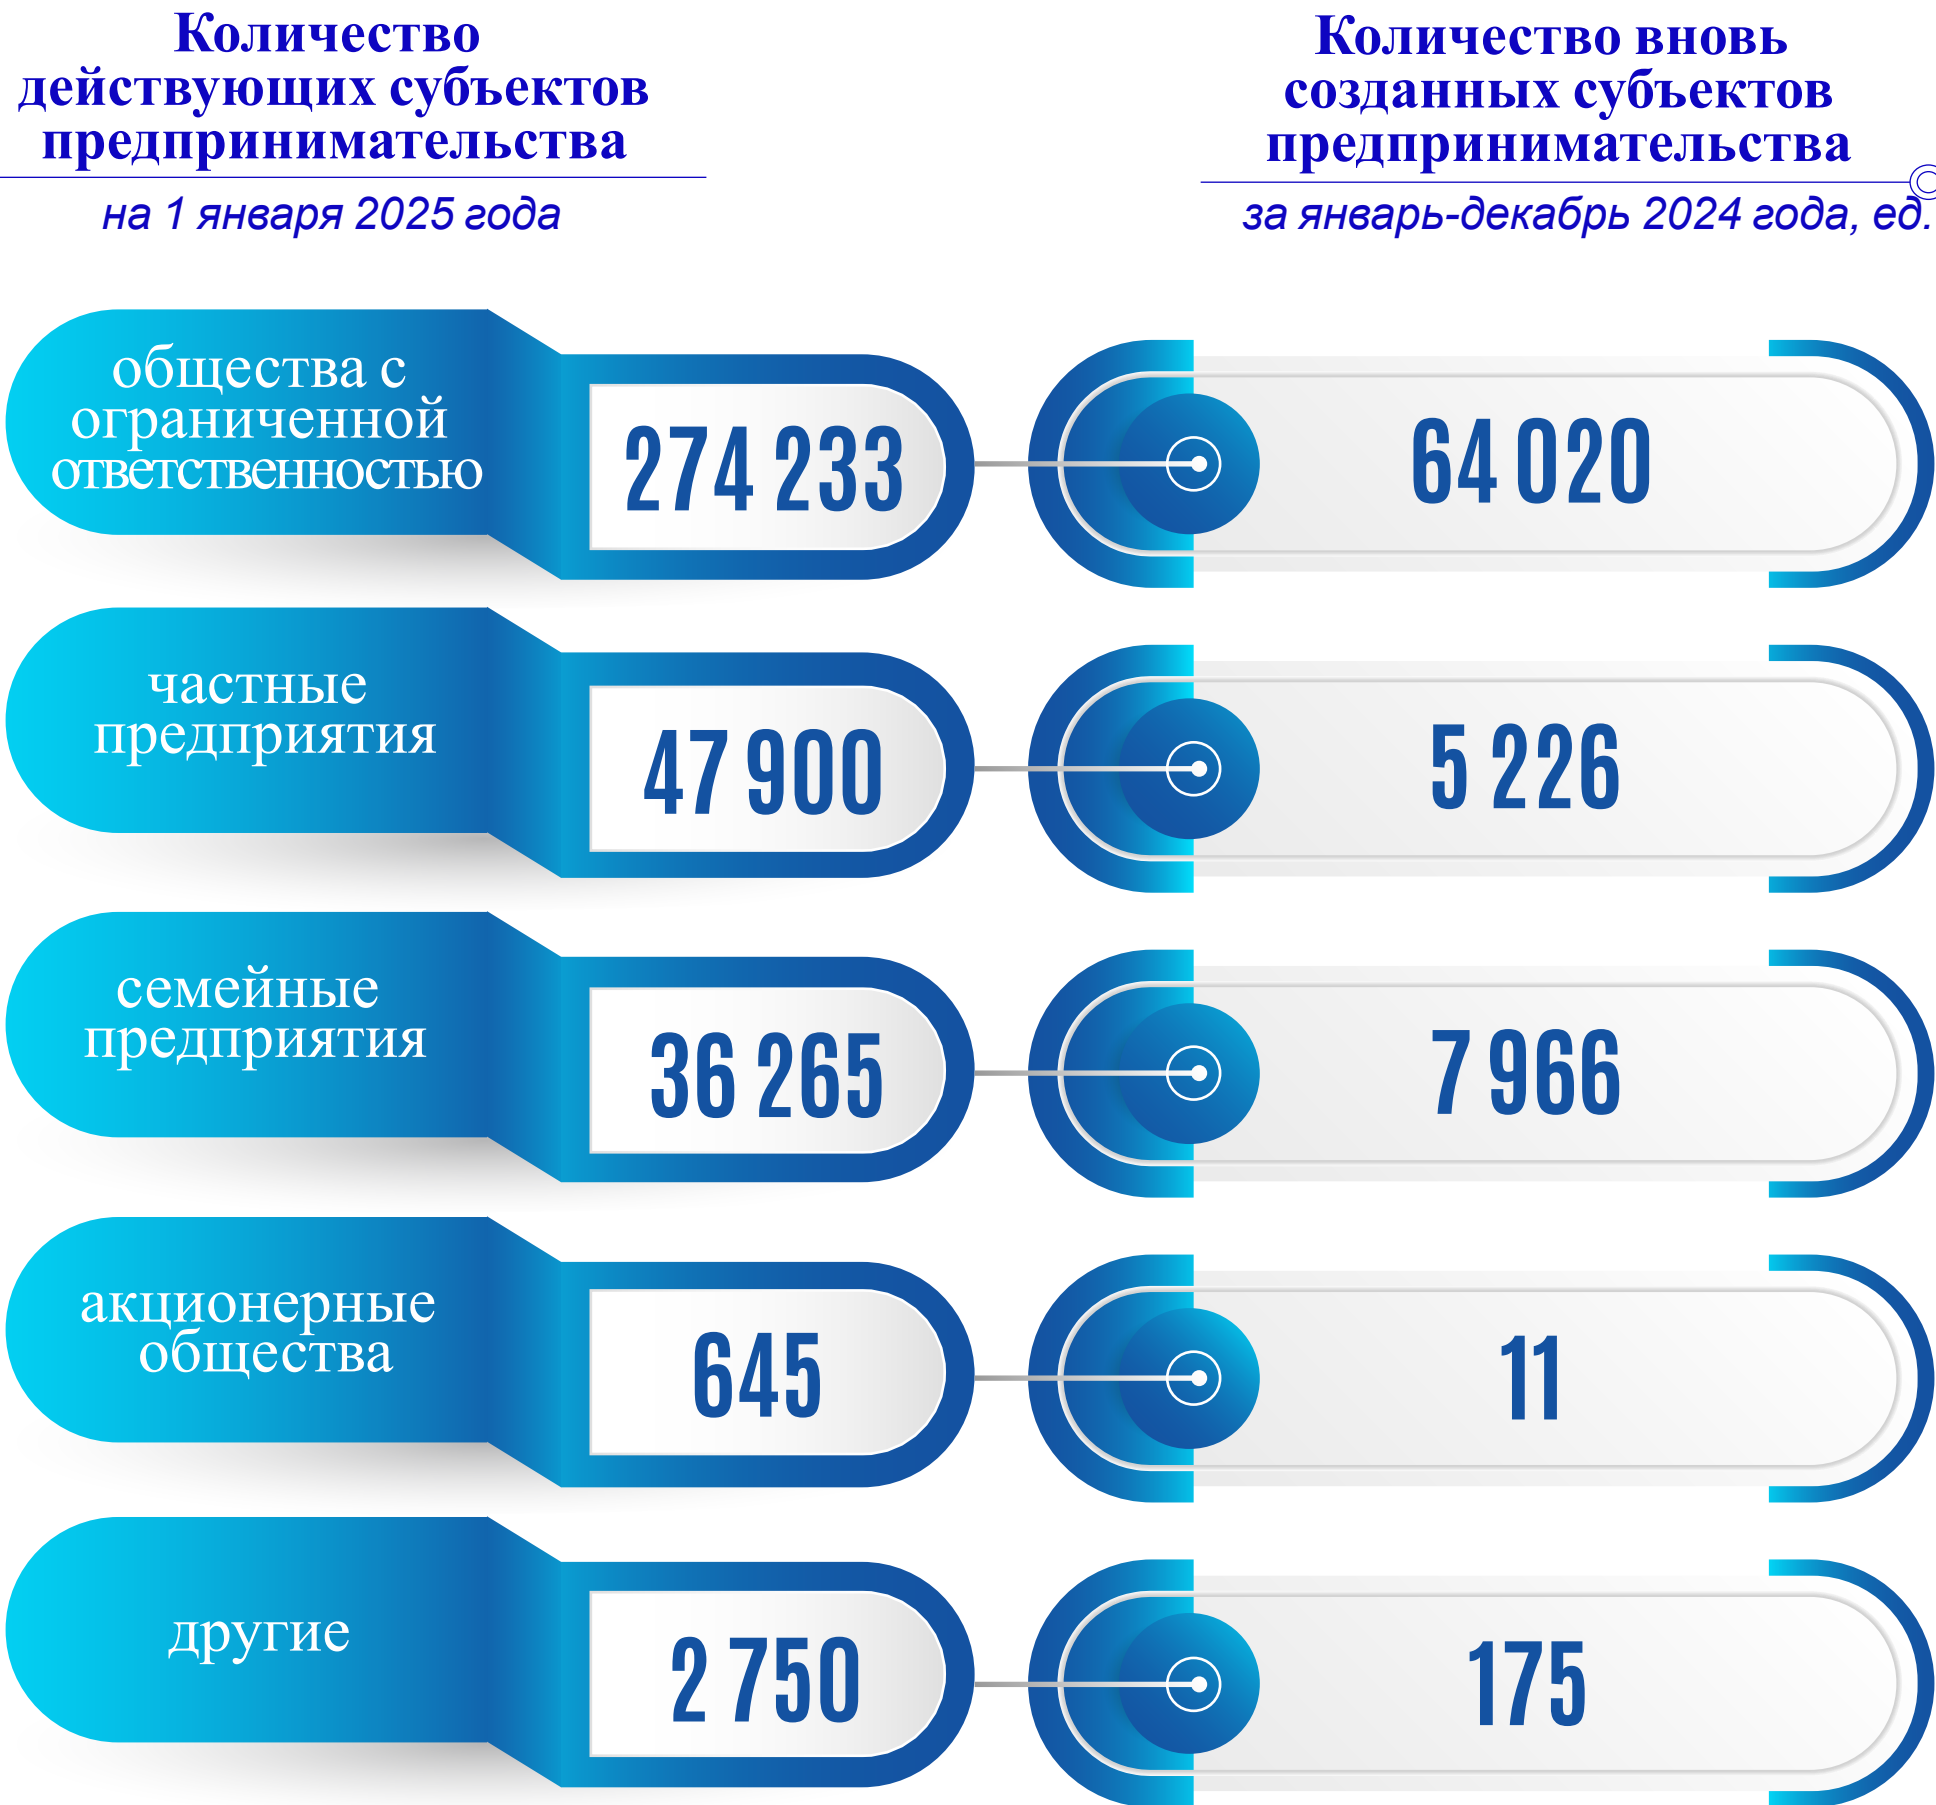 Количество
действующих субъектов
предпринимательства
на 1 января 2025 года
Количество вновь
созданных субъектов
предпринимательства
за январь-декабрь 2024 года, ед.
общества с
ограниченной
ответственностью
274 233
64 020
частные
предприятия
47 900
5 226
семейные
предприятия
36 265
7 966
акционерные
общества
645
11
другие
2 750
175